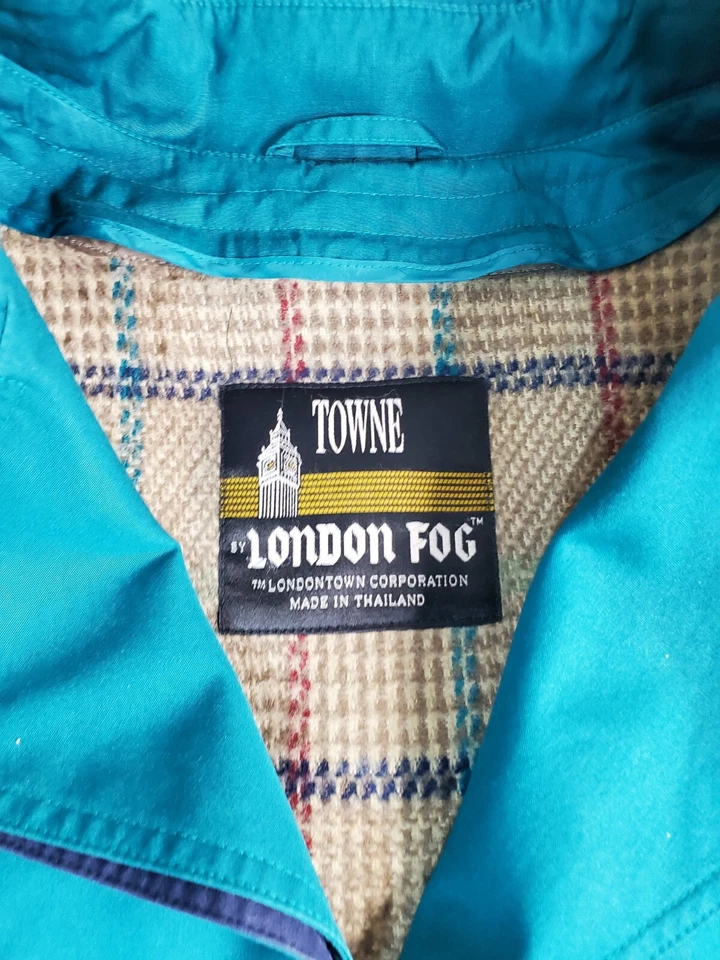 TOWNE
BY LONDON FOG™
™ LONDONTOWN CORPORATION
MADE IN THAILAND